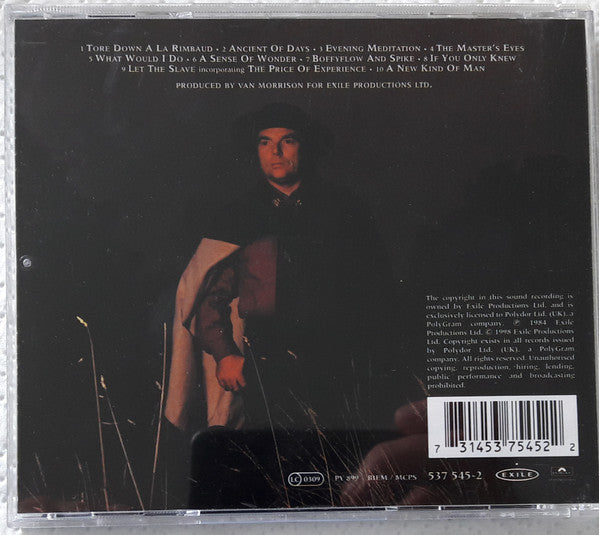 1 TORE DOWN A LA RIMBAUD • 2 ANCIENT OF DAYS • 3 EVENING MEDITATION • 4 THE MASTER'S EYES
5 WHAT WOULD I DO • 6 A SENSE OF WONDER • 7 BOFFYFLOW AND SPIKE • 8 IF YOU ONLY KNEW
9 LET THE SLAVE incorporating THE PRICE OF EXPERIENCE • 10 A NEW KIND OF MAN
PRODUCED BY VAN MORRISON FOR EXILE PRODUCTIONS LTD.
The copyright in this sound recording is
owned by Exile Productions Ltd. and is
exclusively licensed to Polydor Ltd. (UK), a
PolyGram company. ℗ 1984 Exile
Productions Ltd. © 1998 Exile Productions
Ltd. Copyright exists in all records issued
by Polydor Ltd. (UK), a PolyGram
company. All rights reserved. Unauthorised
copying, reproduction, hiring, lending,
public performance and broadcasting
prohibited.
7 31453 75452 2
LC 0309 PY 899 BIEM / MCPS 537 545-2 EXILE